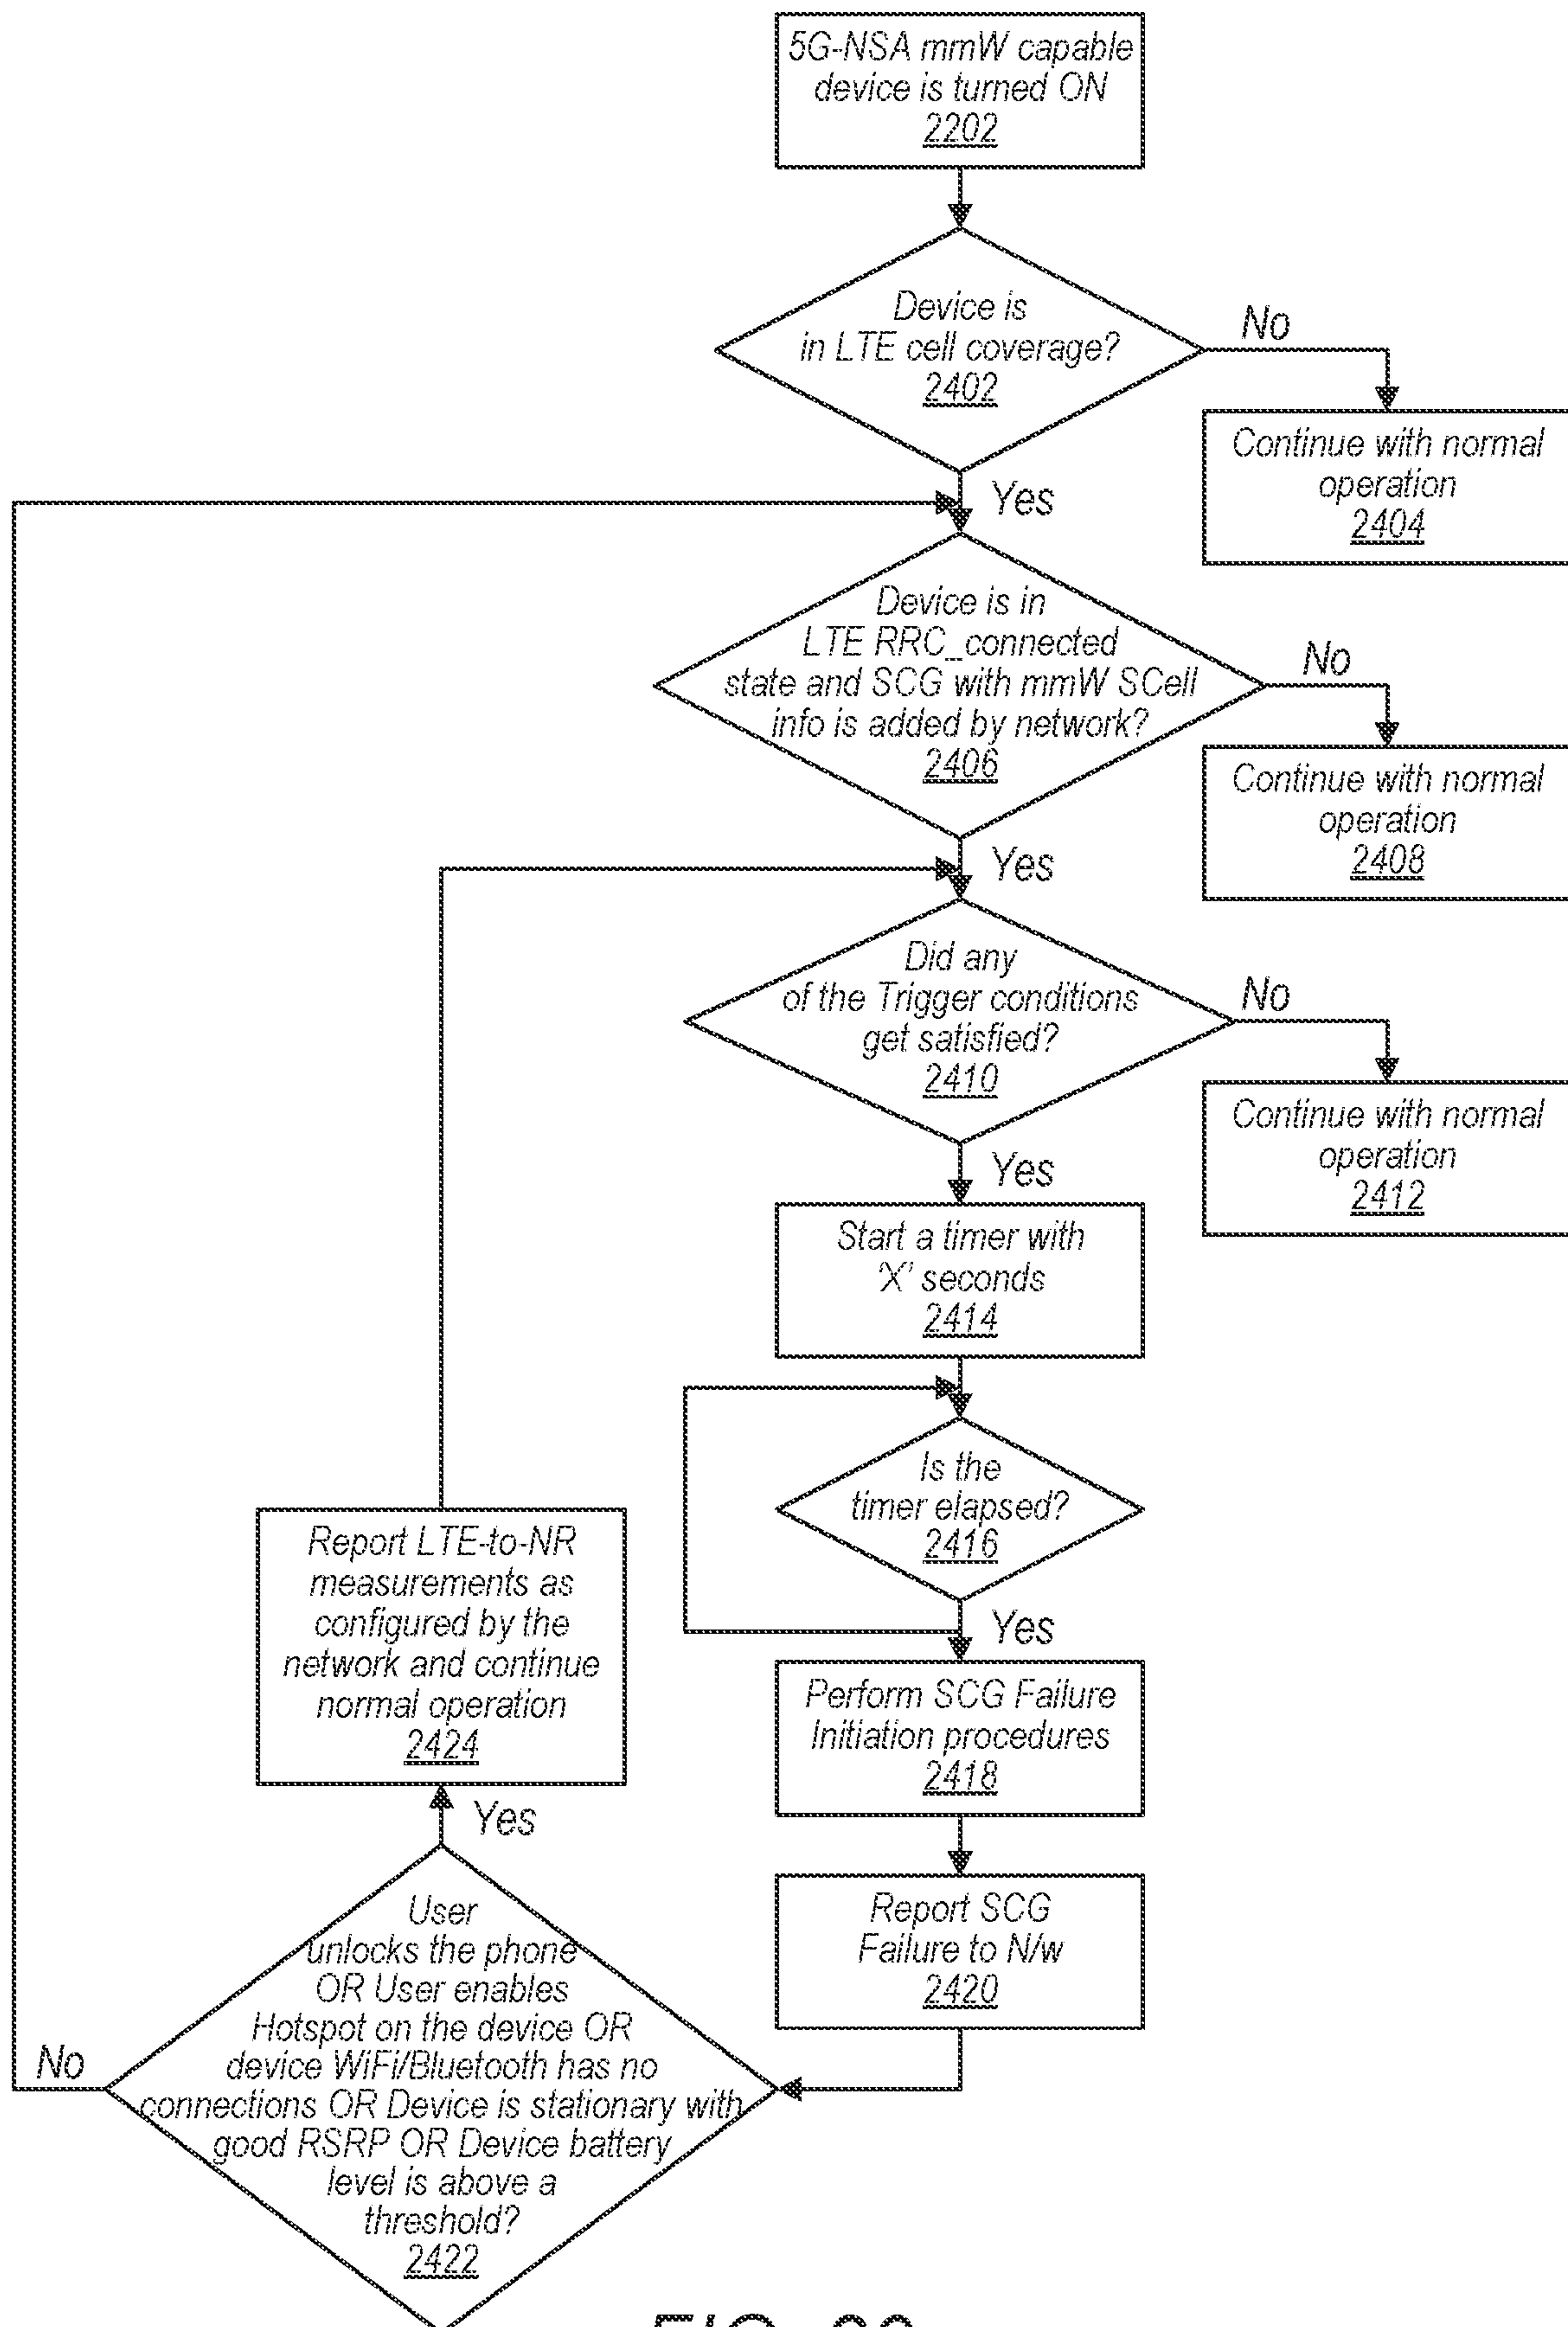 5G-NSA mmW capable
device is turned ON
2202
Device is
in LTE cell coverage?
2402
No
Continue with normal
operation
2404
Yes
Device is in
LTE RRC_connected
state and SCG with mmW SCell
info is added by network?
2406
No
Continue with normal
operation
2408
Yes
Did any
of the Trigger conditions
get satisfied?
2410
No
Continue with normal
operation
2412
Yes
Start a timer with
'X' seconds
2414
Is the
timer elapsed?
2416
Yes
Perform SCG Failure
Initiation procedures
2418
Report SCG
Failure to N/w
2420
User
unlocks the phone
OR User enables
Hotspot on the device OR
device WiFi/Bluetooth has no
connections OR Device is stationary with
good RSRP OR Device battery
level is above a
threshold?
2422
No
Yes
Report LTE-to-NR
measurements as
configured by the
network and continue
normal operation
2424
FIG.